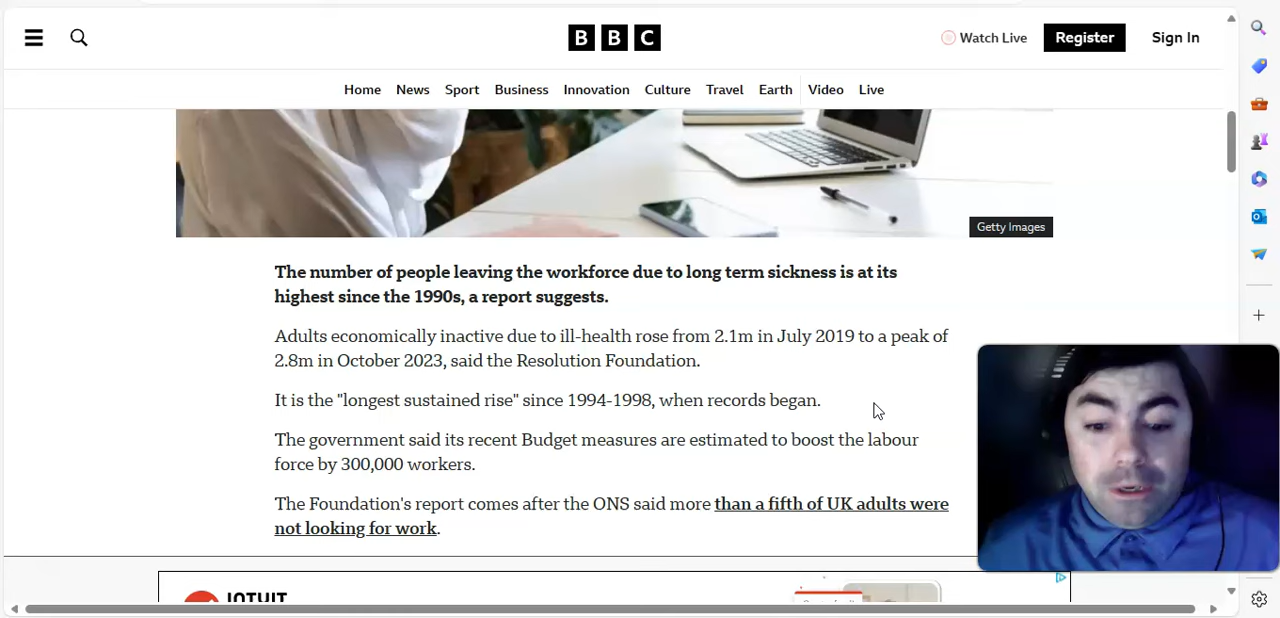 BBC
Watch Live
Register
Sign In
Home
News
Sport
Business
Innovation
Culture
Travel
Earth
Video
Live
Getty Images
The number of people leaving the workforce due to long term sickness is at its
highest since the 1990s, a report suggests.
Adults economically inactive due to ill-health rose from 2.1m in July 2019 to a peak of
2.8m in October 2023, said the Resolution Foundation.
It is the "longest sustained rise" since 1994-1998, when records began.
The government said its recent Budget measures are estimated to boost the labour
force by 300,000 workers.
The Foundation's report comes after the ONS said more than a fifth of UK adults were
not looking for work.